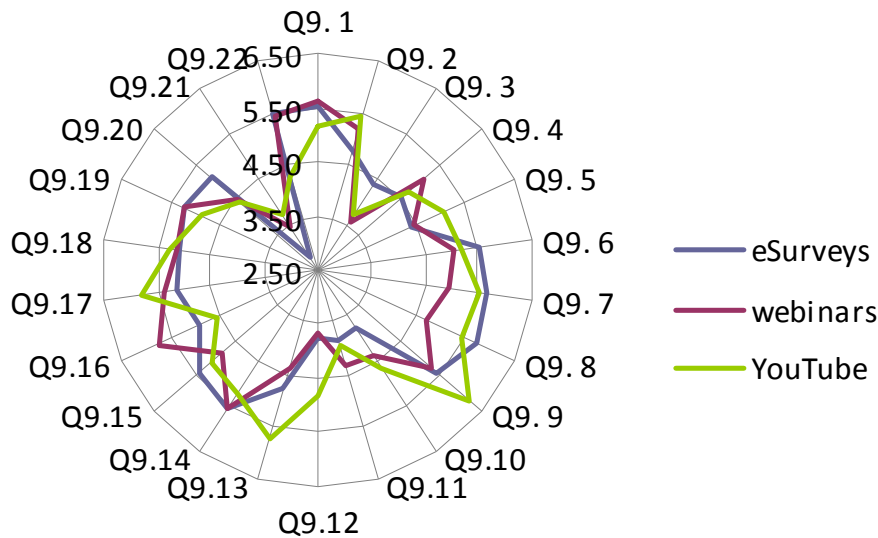 Q9. 1
Q9. 2
Q9. 3
Q9. 4
Q9. 5
Q9. 6
Q9. 7
Q9. 8
Q9. 9
Q9.10
Q9.11
Q9.12
Q9.13
Q9.14
Q9.15
Q9.16
Q9.17
Q9.18
Q9.19
Q9.20
Q9.21
Q9.22
6.50
5.50
4.50
3.50
2.50
eSurveys
webinars
YouTube